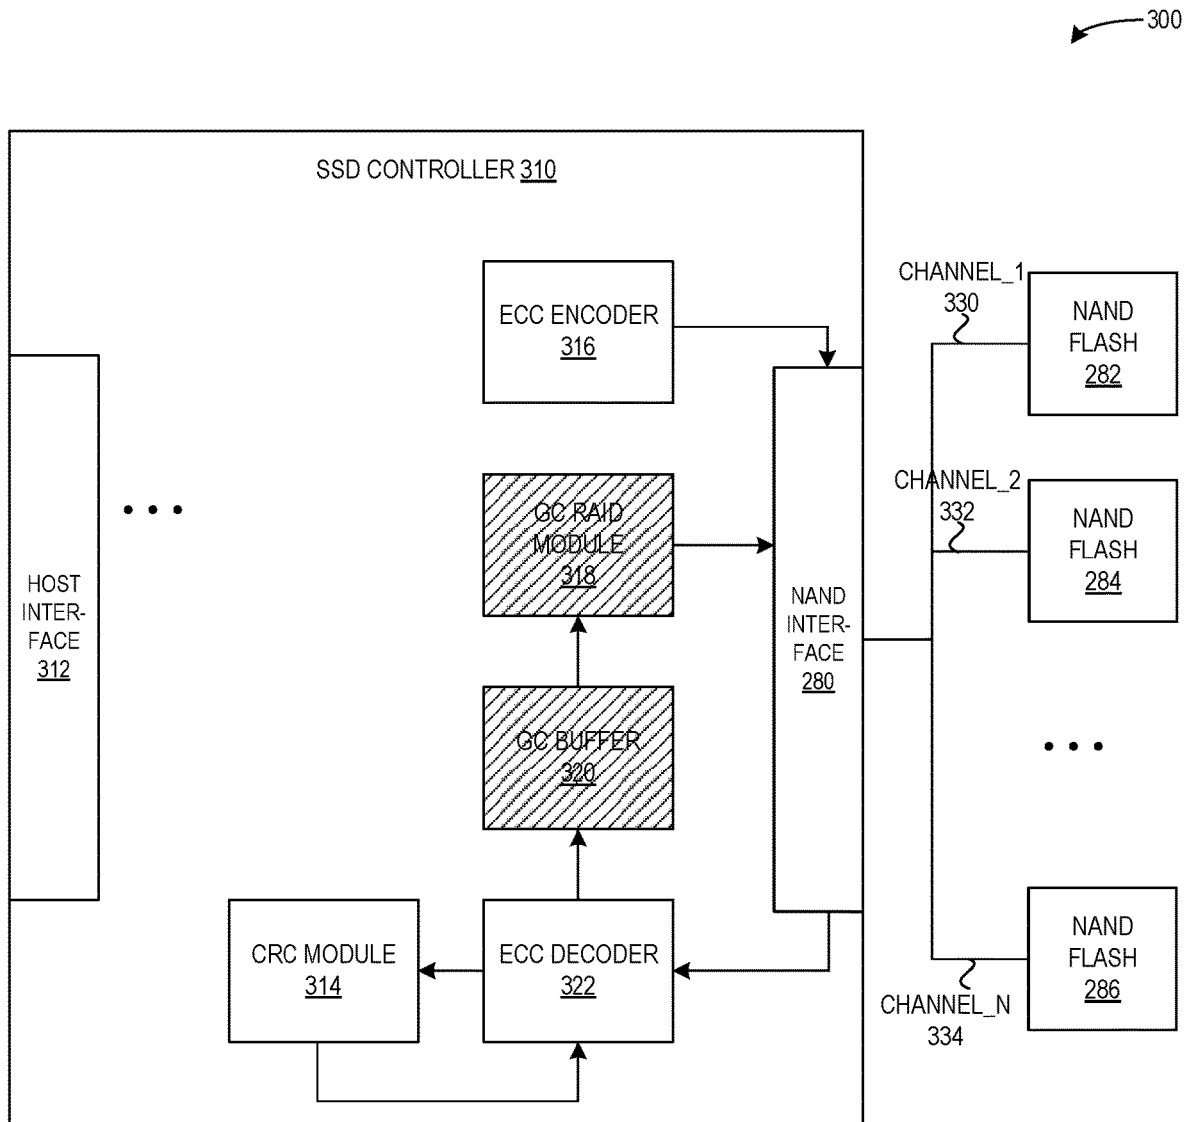 300
SSD CONTROLLER 310
ECC ENCODER
316
CHANNEL_1
330
NAND
FLASH
282
GC RAID
MODULE
318
CHANNEL_2
332
NAND
FLASH
284
HOST
INTER-
FACE
312
NAND
INTER-
FACE
280
GC BUFFER
320
CRC MODULE
314
ECC DECODER
322
NAND
FLASH
286
CHANNEL_N
334